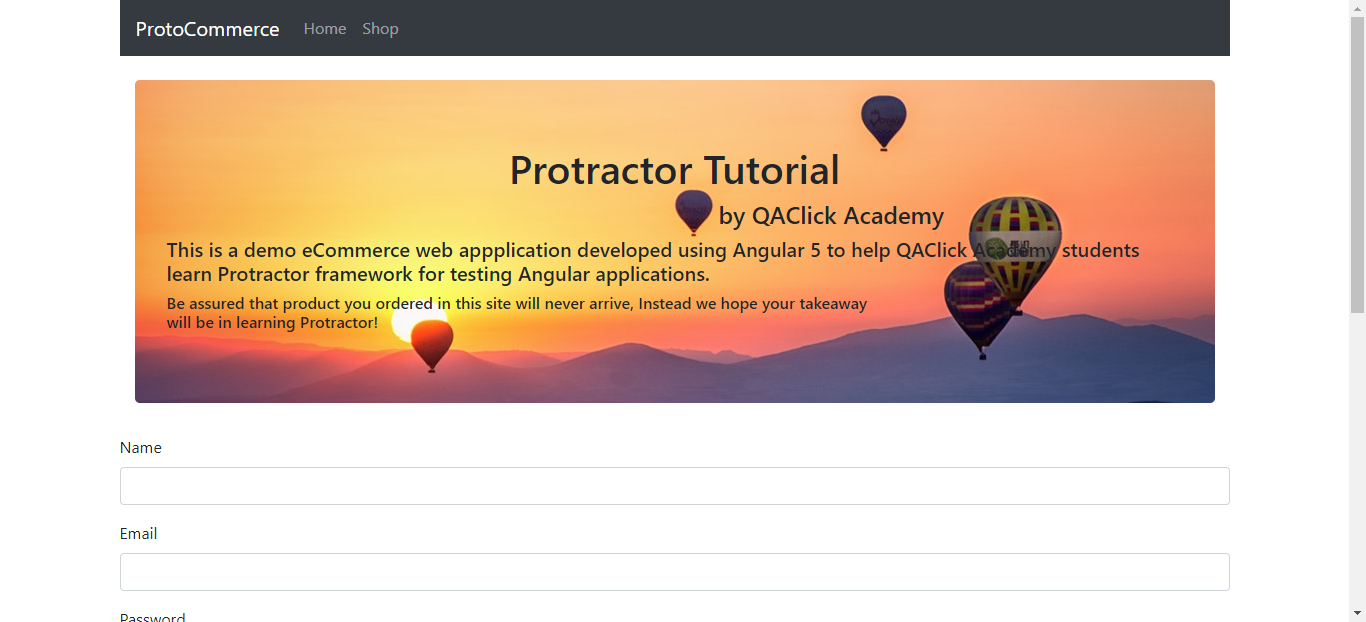 ProtoCommerce Home Shop
Protractor Tutorial
by QAClick Academy
This is a demo eCommerce web appplication developed using Angular 5 to help QAClick Academy students
learn Protractor framework for testing Angular applications.
Be assured that product you ordered in this site will never arrive, Instead we hope your takeaway
will be in learning Protractor!
Name
Email
Password